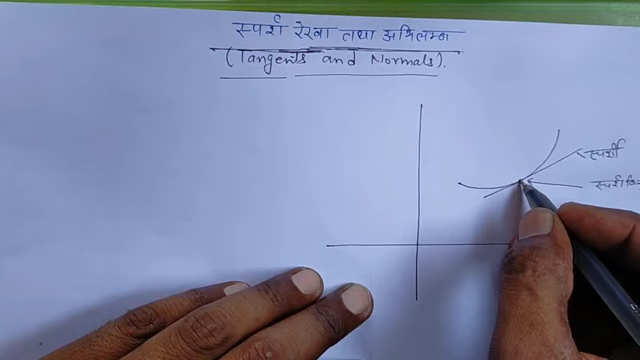 स्पर्श रेखा तथा अभिलम्ब
(Tangents and Normals).
स्पर्शी